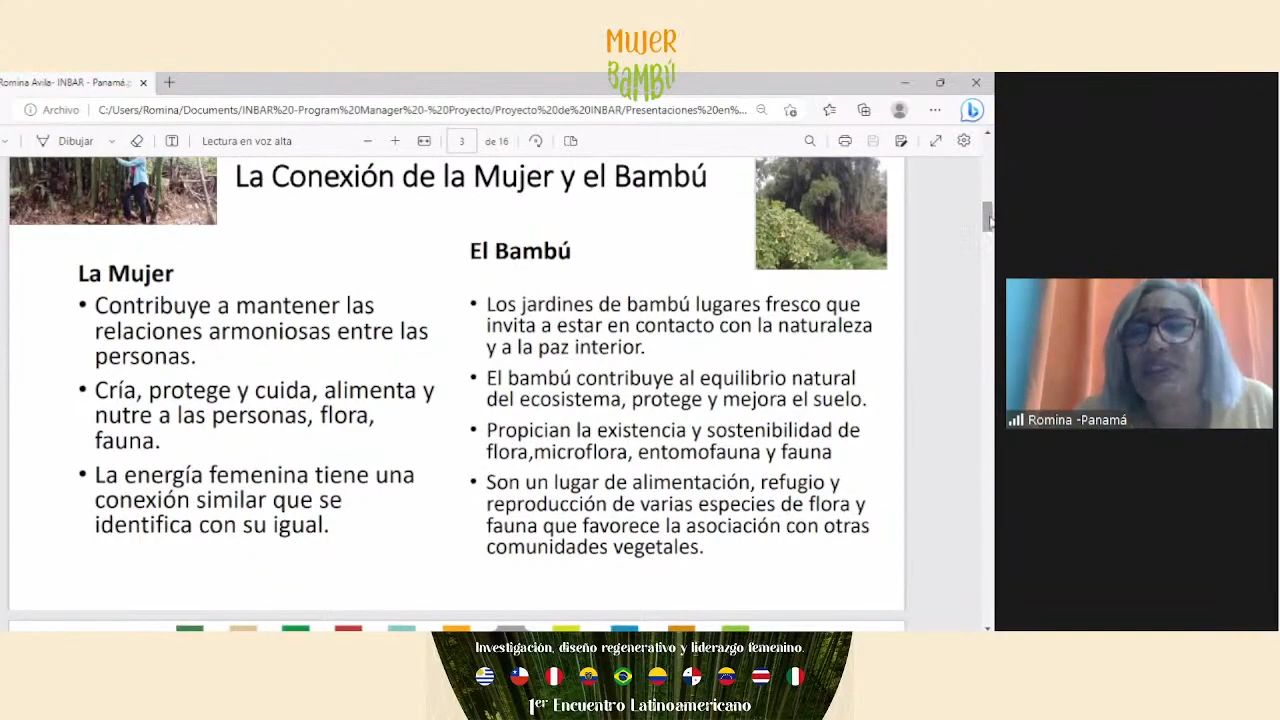 Mujer
Bambú
Romina Avila- INBAR - Panamá.
Archivo
C:/Users/Romina/Documents/INBAR%20-Program%20Manager%20-%20Proyecto/Proyecto%20de%20INBAR/Presentaciones%20en%...
Dibujar
Lectura en voz alta
3
de 16
La Conexión de la Mujer y el Bambú
La Mujer
• Contribuye a mantener las
relaciones armoniosas entre las
personas.
• Cría, protege y cuida, alimenta y
nutre a las personas, flora,
fauna.
• La energía femenina tiene una
conexión similar que se
identifica con su igual.
El Bambú
• Los jardines de bambú lugares fresco que
invita a estar en contacto con la naturaleza
y a la paz interior.
• El bambú contribuye al equilibrio natural
del ecosistema, protege y mejora el suelo.
• Propician la existencia y sostenibilidad de
flora,microflora, entomofauna y fauna
• Son un lugar de alimentación, refugio y
reproducción de varias especies de flora y
fauna que favorece la asociación con otras
comunidades vegetales.
Romina -Panamá
Investigación, diseño regenerativo y liderazgo femenino.
1er Encuentro Latinoamericano